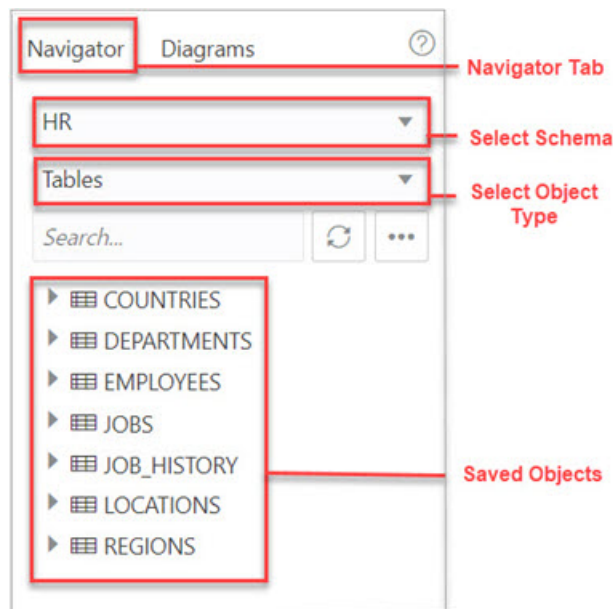 Navigator Diagrams ?
Navigator Tab
HR
Select Schema
Tables
Select Object
Type
Search...
COUNTRIES
DEPARTMENTS
EMPLOYEES
JOBS
JOB_HISTORY
Saved Objects
LOCATIONS
REGIONS